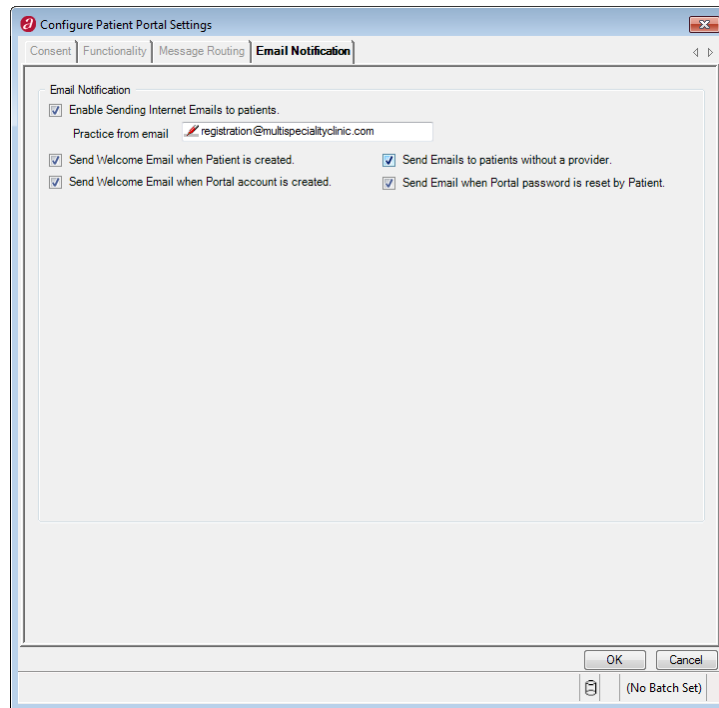 Configure Patient Portal Settings
Consent Functionality Message Routing Email Notification
Email Notification
Enable Sending Internet Emails to patients.
Practice from email registration@multispecialityclinic.com
Send Welcome Email when Patient is created. Send Emails to patients without a provider.
Send Welcome Email when Portal account is created. Send Email when Portal password is reset by Patient.
OK Cancel
(No Batch Set)